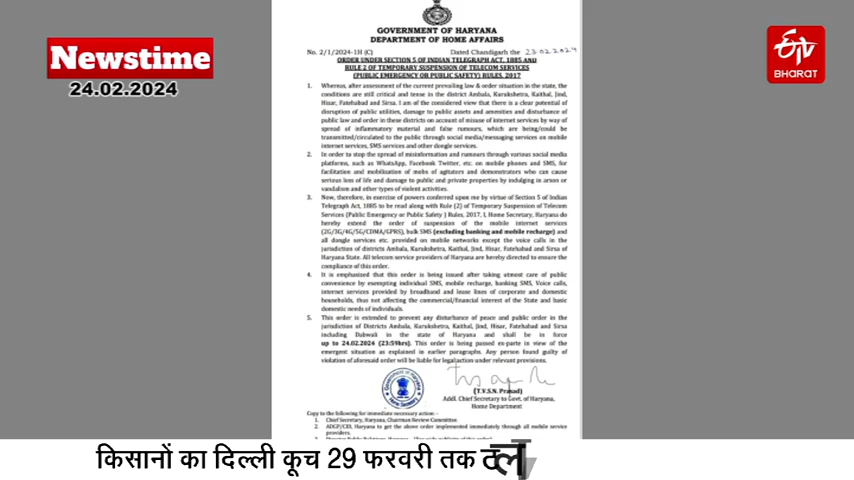 GOVERNMENT OF HARYANA
DEPARTMENT OF HOME AFFAIRS
No. 2/1/2024-1H (C) Dated Chandigarh the 23.02.2024
ORDER UNDER SECTION 5 OF INDIAN TELEGRAPH ACT, 1885 AND
RULE 2 OF TEMPORARY SUSPENSION OF TELECOM SERVICES
(PUBLIC EMERGENCY OR PUBLIC SAFETY) RULES, 2017
Newstime
24.02.2024
ETV
BHARAT
1. Whereas, after assessment of the current prevailing law & order situation in the state, the
conditions are still critical and tense in the district Ambala, Kurukshetra, Kaithal, Jind,
Hisar, Fatehabad and Sirsa. I am of the considered view that there is a clear potential of
disruption of public utilities, damage to public assets and amenities and disturbance of
public law and order in these districts on account of misuse of internet services by way of
spread of inflammatory material and false rumours, which are being/could be
transmitted/circulated to the public through social media/messaging services on mobile
internet services, SMS services and other dongle services.
2. In order to stop the spread of misinformation and rumours through various social media
platforms, such as WhatsApp, Facebook Twitter, etc. on mobile phones and SMS, for
facilitation and mobilisation of mobs of agitators and demonstrators who can cause
serious loss of life and damage to public and private properties by indulging in arson or
vandalism and other types of violent activities.
3. Now, therefore, in exercise of powers conferred upon me by virtue of Section 5 of Indian
Telegraph Act, 1885 to be read along with Rule (2) of Temporary Suspension of Telecom
Services (Public Emergency or Public Safety ) Rules, 2017, I, Home Secretary, Haryana do
hereby extend the order of suspension of the mobile internet services
(2G/3G/4G/5G/CDMA/GPRS), bulk SMS (excluding banking and mobile recharge) and
all dongle services etc. provided on mobile networks except the voice calls in the
jurisdiction of districts Ambala, Kurukshetra, Kaithal, Jind, Hisar, Fatehabad and Sirsa of
Haryana State. All telecom service providers of Haryana are hereby directed to ensure the
compliance of this order.
4. It is emphasized that this order is being issued after taking utmost care of public
convenience by exempting individual SMS, mobile recharge, banking SMS, Voice calls,
internet services provided by broadband and lease lines of corporate and domestic
households, thus not affecting the commercial/financial interest of the State and basic
domestic needs of individuals.
5. This order is extended to prevent any disturbance of peace and public order in the
jurisdiction of Districts Ambala, Kurukshetra, Kaithal, Jind, Hisar, Fatehabad and Sirsa
including Dabwali in the state of Haryana and shall be in force
up to 24.02.2024 (23:59hrs). This order is being passed ex-parte in view of the
emergent situation as explained in earlier paragraphs. Any person found guilty of
violation of aforesaid order will be liable for legal action under relevant provisions.
(T.V.S.N. Prasad)
Addl. Chief Secretary to Govt. of Haryana,
Home Department
Copy to the following for immediate necessary action:-
1. Chief Secretary, Haryana, Chairman Review Committee.
2. ADGP/CID, Haryana to get the above order implemented immediately through all mobile service
providers.
किसानों का दिल्ली कूच 29 फरवरी तक